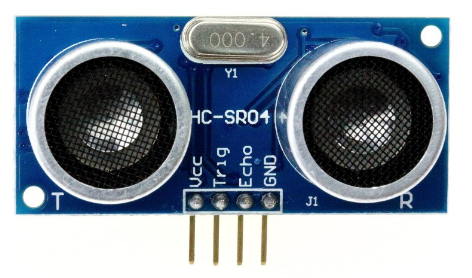 4.000
Y1
HC-SR04
Vcc
Trig
Echo
GND
T
J1
R